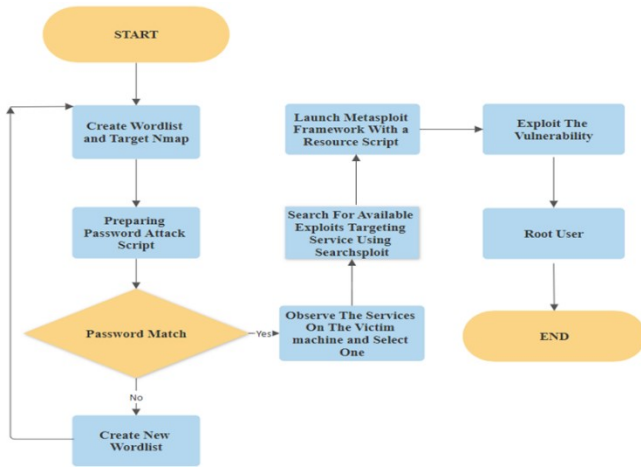 START
Create Wordlist
and Target Nmap
Preparing
Password Attack
Script
Password Match
Yes
No
Create New
Wordlist
Observe The Services
On The Victim
machine and Select
One
Search For Available
Exploits Targeting
Service Using
Searchsploit
Launch Metasploit
Framework With a
Resource Script
Exploit The
Vulnerability
Root User
END